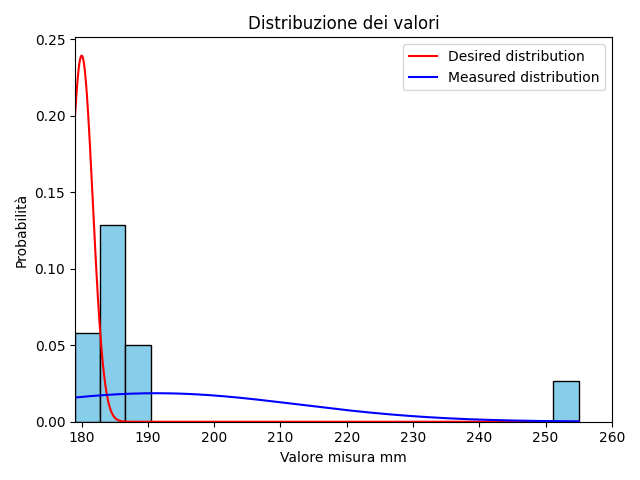 Distribuzione dei valori
Desired distribution
Measured distribution
Probabilità
0.25
0.20
0.15
0.10
0.05
0.00
180 190 200 210 220 230 240 250 260
Valore misura mm